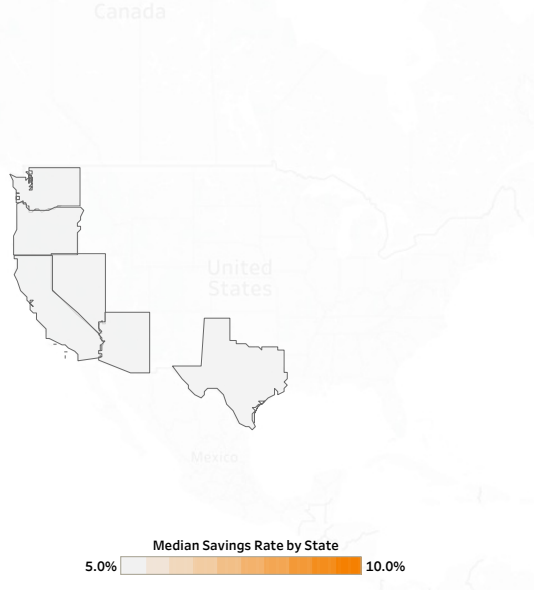 Canada
United
States
Mexico
Median Savings Rate by State
5.0% 10.0%